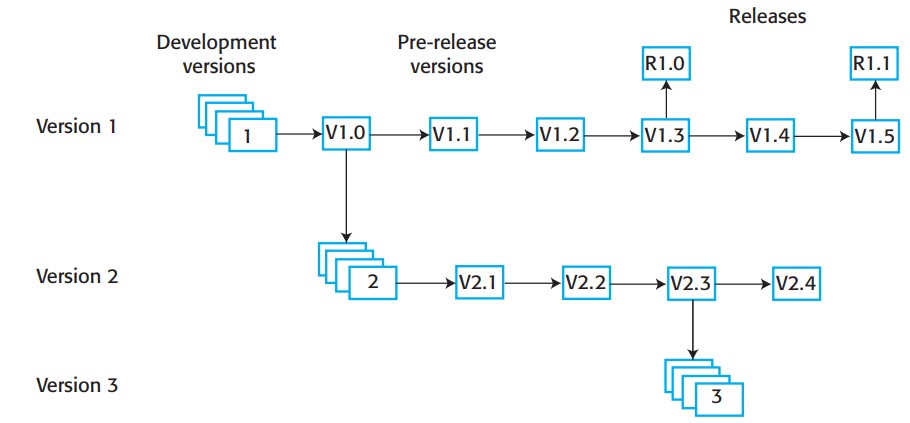 Releases
Development
versions
Pre-release
versions
R1.0
R1.1
Version 1
1
V1.0
V1.1
V1.2
V1.3
V1.4
V1.5
Version 2
2
V2.1
V2.2
V2.3
V2.4
Version 3
3